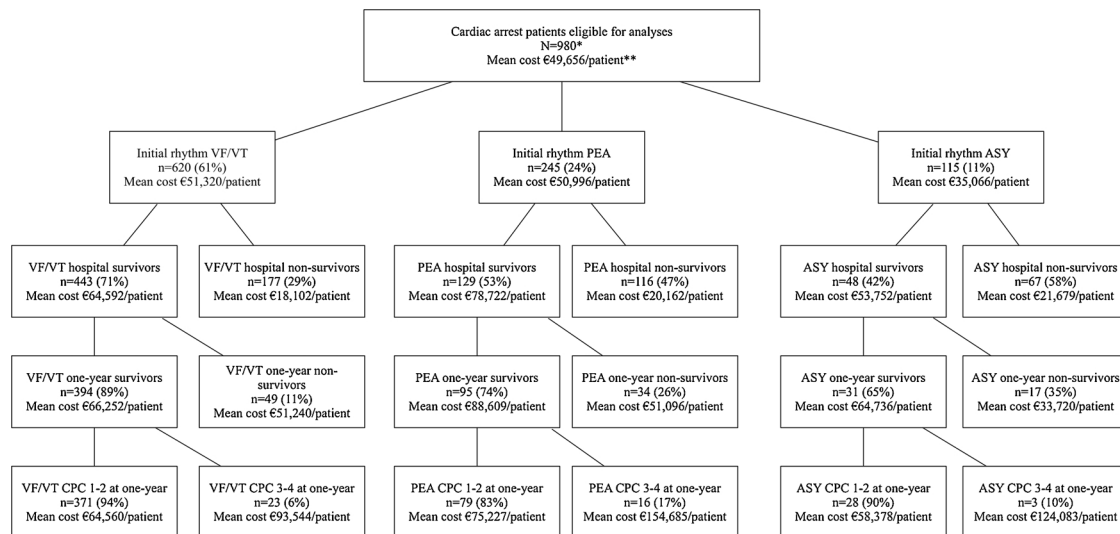 Cardiac arrest patients eligible for analyses
N=980*
Mean cost €49,656/patient**
Initial rhythm VF/VT
n=620 (61%)
Mean cost €51,320/patient
Initial rhythm PEA
n=245 (24%)
Mean cost €50,996/patient
Initial rhythm ASY
n=115 (11%)
Mean cost €35,066/patient
VF/VT hospital survivors
n=443 (71%)
Mean cost €64,592/patient
VF/VT hospital non-survivors
n=177 (29%)
Mean cost €18,102/patient
PEA hospital survivors
n=129 (53%)
Mean cost €78,722/patient
PEA hospital non-survivors
n=116 (47%)
Mean cost €20,162/patient
ASY hospital survivors
n=48 (42%)
Mean cost €53,752/patient
ASY hospital non-survivors
n=67 (58%)
Mean cost €21,679/patient
VF/VT one-year survivors
n=394 (89%)
Mean cost €66,252/patient
VF/VT one-year non-
survivors
n=49 (11%)
Mean cost €51,240/patient
PEA one-year survivors
n=95 (74%)
Mean cost €88,609/patient
PEA one-year non-survivors
n=34 (26%)
Mean cost €51,096/patient
ASY one-year survivors
n=31 (65%)
Mean cost €64,736/patient
ASY one-year non-survivors
n=17 (35%)
Mean cost €33,720/patient
VF/VT CPC 1-2 at one-year
n=371 (94%)
Mean cost €64,560/patient
VF/VT CPC 3-4 at one-year
n=23 (6%)
Mean cost €93,544/patient
PEA CPC 1-2 at one-year
n=79 (83%)
Mean cost €75,227/patient
PEA CPC 3-4 at one-year
n=16 (17%)
Mean cost €154,685/patient
ASY CPC 1-2 at one-year
n=28 (90%)
Mean cost €58,378/patient
ASY CPC 3-4 at one-year
n=3 (10%)
Mean cost €124,083/patient